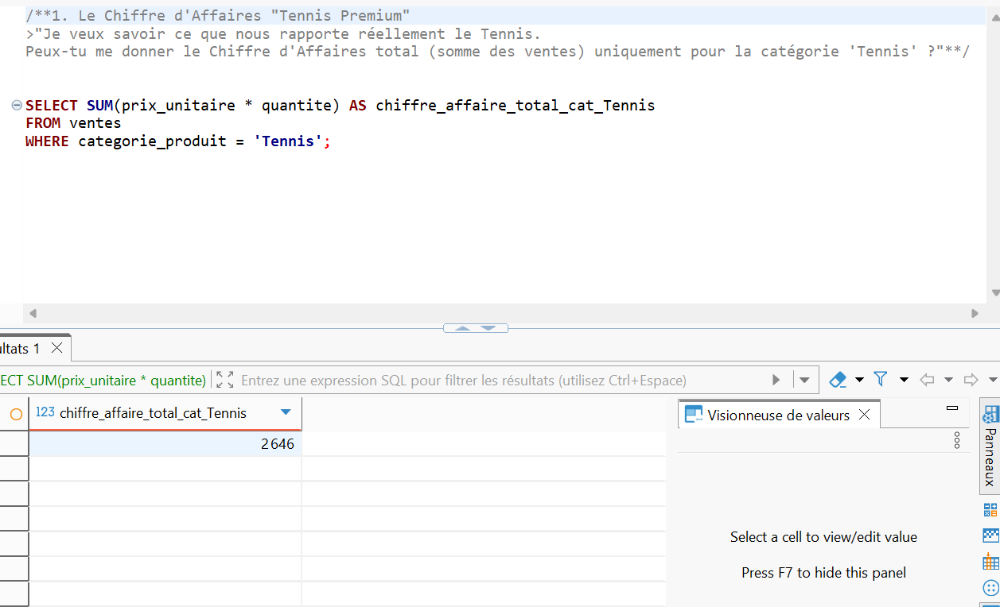 /**1. Le Chiffre d'Affaires "Tennis Premium"
>"Je veux savoir ce que nous rapporte réellement le Tennis.
Peux-tu me donner le Chiffre d'Affaires total (somme des ventes) uniquement pour la catégorie 'Tennis' ?"**/
SELECT SUM(prix_unitaire * quantite) AS chiffre_affaire_total_cat_Tennis
FROM ventes
WHERE categorie_produit = 'Tennis';
ltats 1
ECT SUM(prix_unitaire * quantite)
Entrez une expression SQL pour filtrer les résultats (utilisez Ctrl+Espace)
123 chiffre_affaire_total_cat_Tennis
2 646
Visionneuse de valeurs
Select a cell to view/edit value
Press F7 to hide this panel
Panneaux